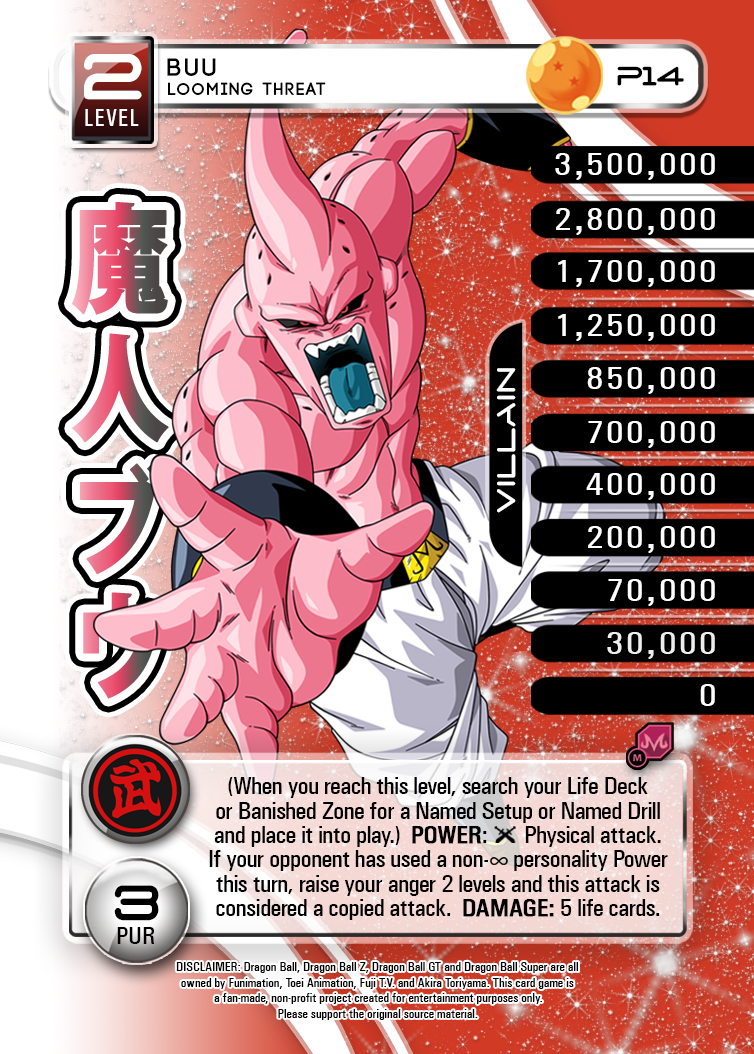 2
LEVEL
BUU
LOOMING THREAT
P14
3,500,000
2,800,000
1,700,000
1,250,000
850,000
700,000
400,000
200,000
70,000
30,000
0
VILLAIN
魔人ブウ
M
M
武
3
PUR
(When you reach this level, search your Life Deck
or Banished Zone for a Named Setup or Named Drill
and place it into play.) POWER: Physical attack.
If your opponent has used a non-∞ personality Power
this turn, raise your anger 2 levels and this attack is
considered a copied attack. DAMAGE: 5 life cards.
DISCLAIMER: Dragon Ball, Dragon Ball Z, Dragon Ball GT and Dragon Ball Super are all
owned by Funimation, Toei Animation, Fuji T.V. and Akira Toriyama. This card game is
a fan-made, non-profit project created for entertainment purposes only.
Please support the original source material.